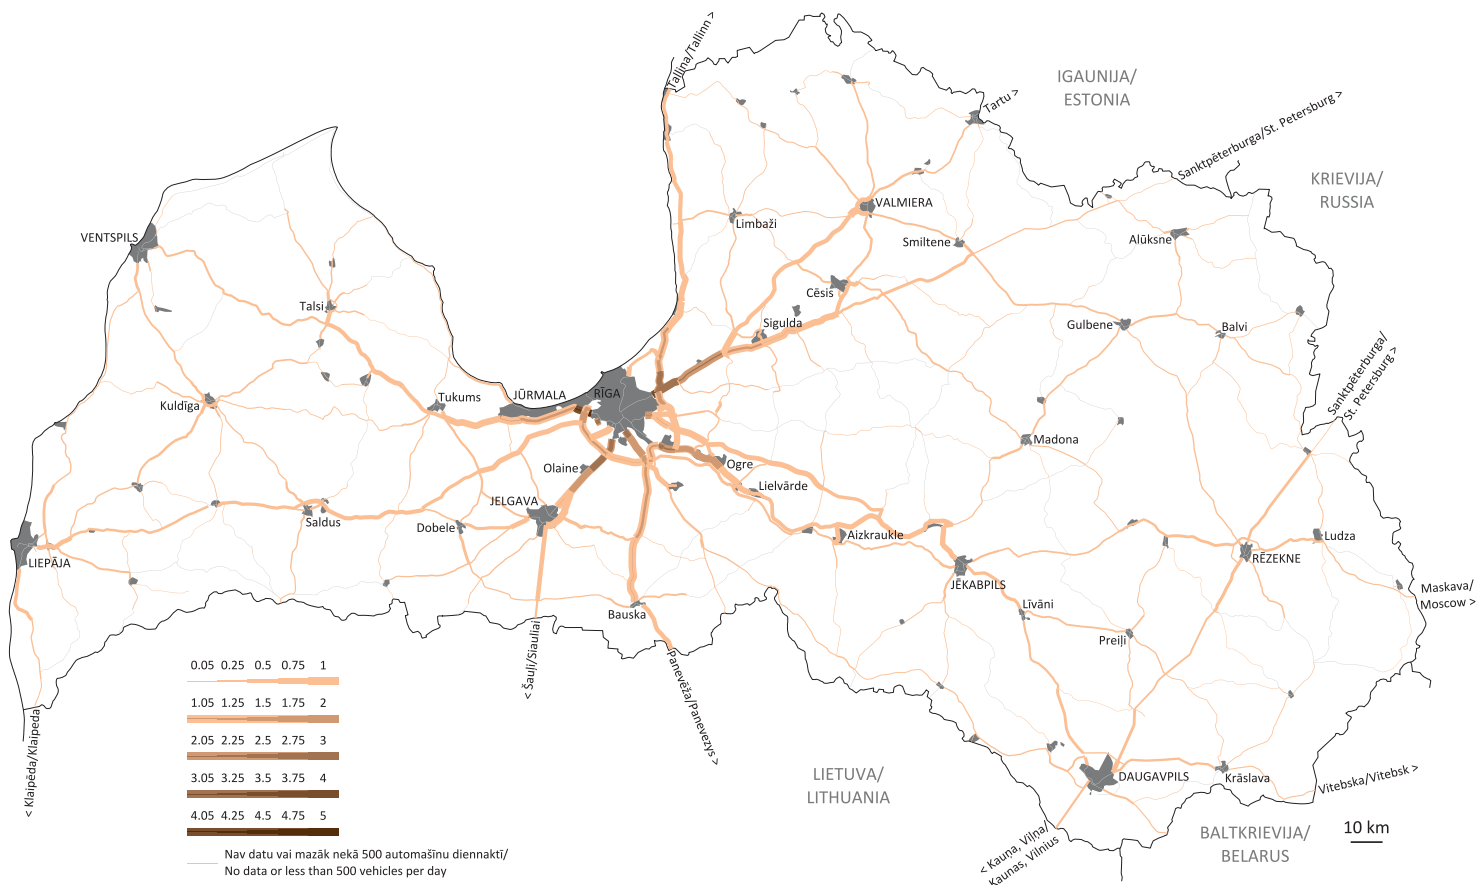 Tallina/Tallinn >
IGAUNIJA/
ESTONIA
Tartu >
Sanktpēterburga/St. Petersburg >
KRIEVIJA/
RUSSIA
VALMIERA
Limbaži
Smiltene
Alūksne
VENTSPILS
Talsi
Cēsis
Sigulda
Gulbene
Balvi
Sanktpēterburga/
St. Petersburg >
Kuldīga
Tukums
JŪRMALA
RĪGA
Madona
Olaine
Ogre
Lielvārde
JELGAVA
Saldus
Dobele
Aizkraukle
Ludza
RĒZEKNE
LIEPĀJA
JĒKABPILS
Līvāni
Maskava/
Moscow >
Bauska
Preiļi
< Šauļi/Siauliai
Panevēža/Panevezys >
< Klaipēda/Klaipeda
0.05 0.25 0.5 0.75 1
1.05 1.25 1.5 1.75 2
2.05 2.25 2.5 2.75 3
3.05 3.25 3.5 3.75 4
4.05 4.25 4.5 4.75 5
Nav datu vai mazāk nekā 500 automašīnu diennaktī/
No data or less than 500 vehicles per day
LIETUVA/
LITHUANIA
DAUGAVPILS
Krāslava
Vitebska/Vitebsk >
< Kauņa, Viļņa/
Kaunas, Vilnius
BALTKRIEVIJA/
BELARUS
10 km